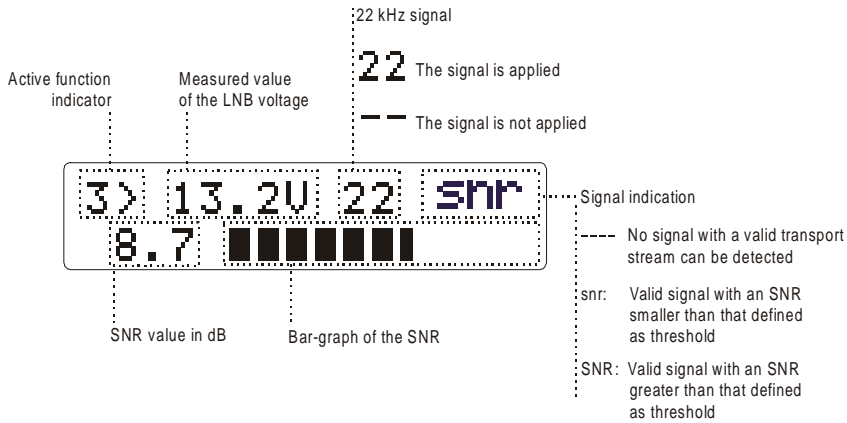 22 kHz signal
22 The signal is applied
-- The signal is not applied
Active function
indicator
Measured value
of the LNB voltage
3> 13.2V 22 snr
8.7
Signal indication
---- No signal with a valid transport
stream can be detected
snr: Valid signal with an SNR
smaller than that defined
as threshold
SNR: Valid signal with an SNR
greater than that defined
as threshold
SNR value in dB
Bar-graph of the SNR